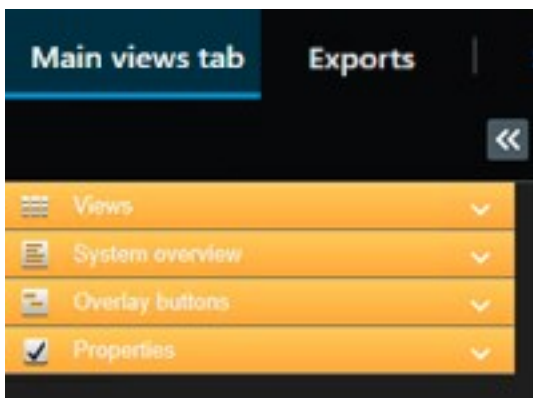 Main views tab Exports
Views
System overview
Overlay buttons
Properties